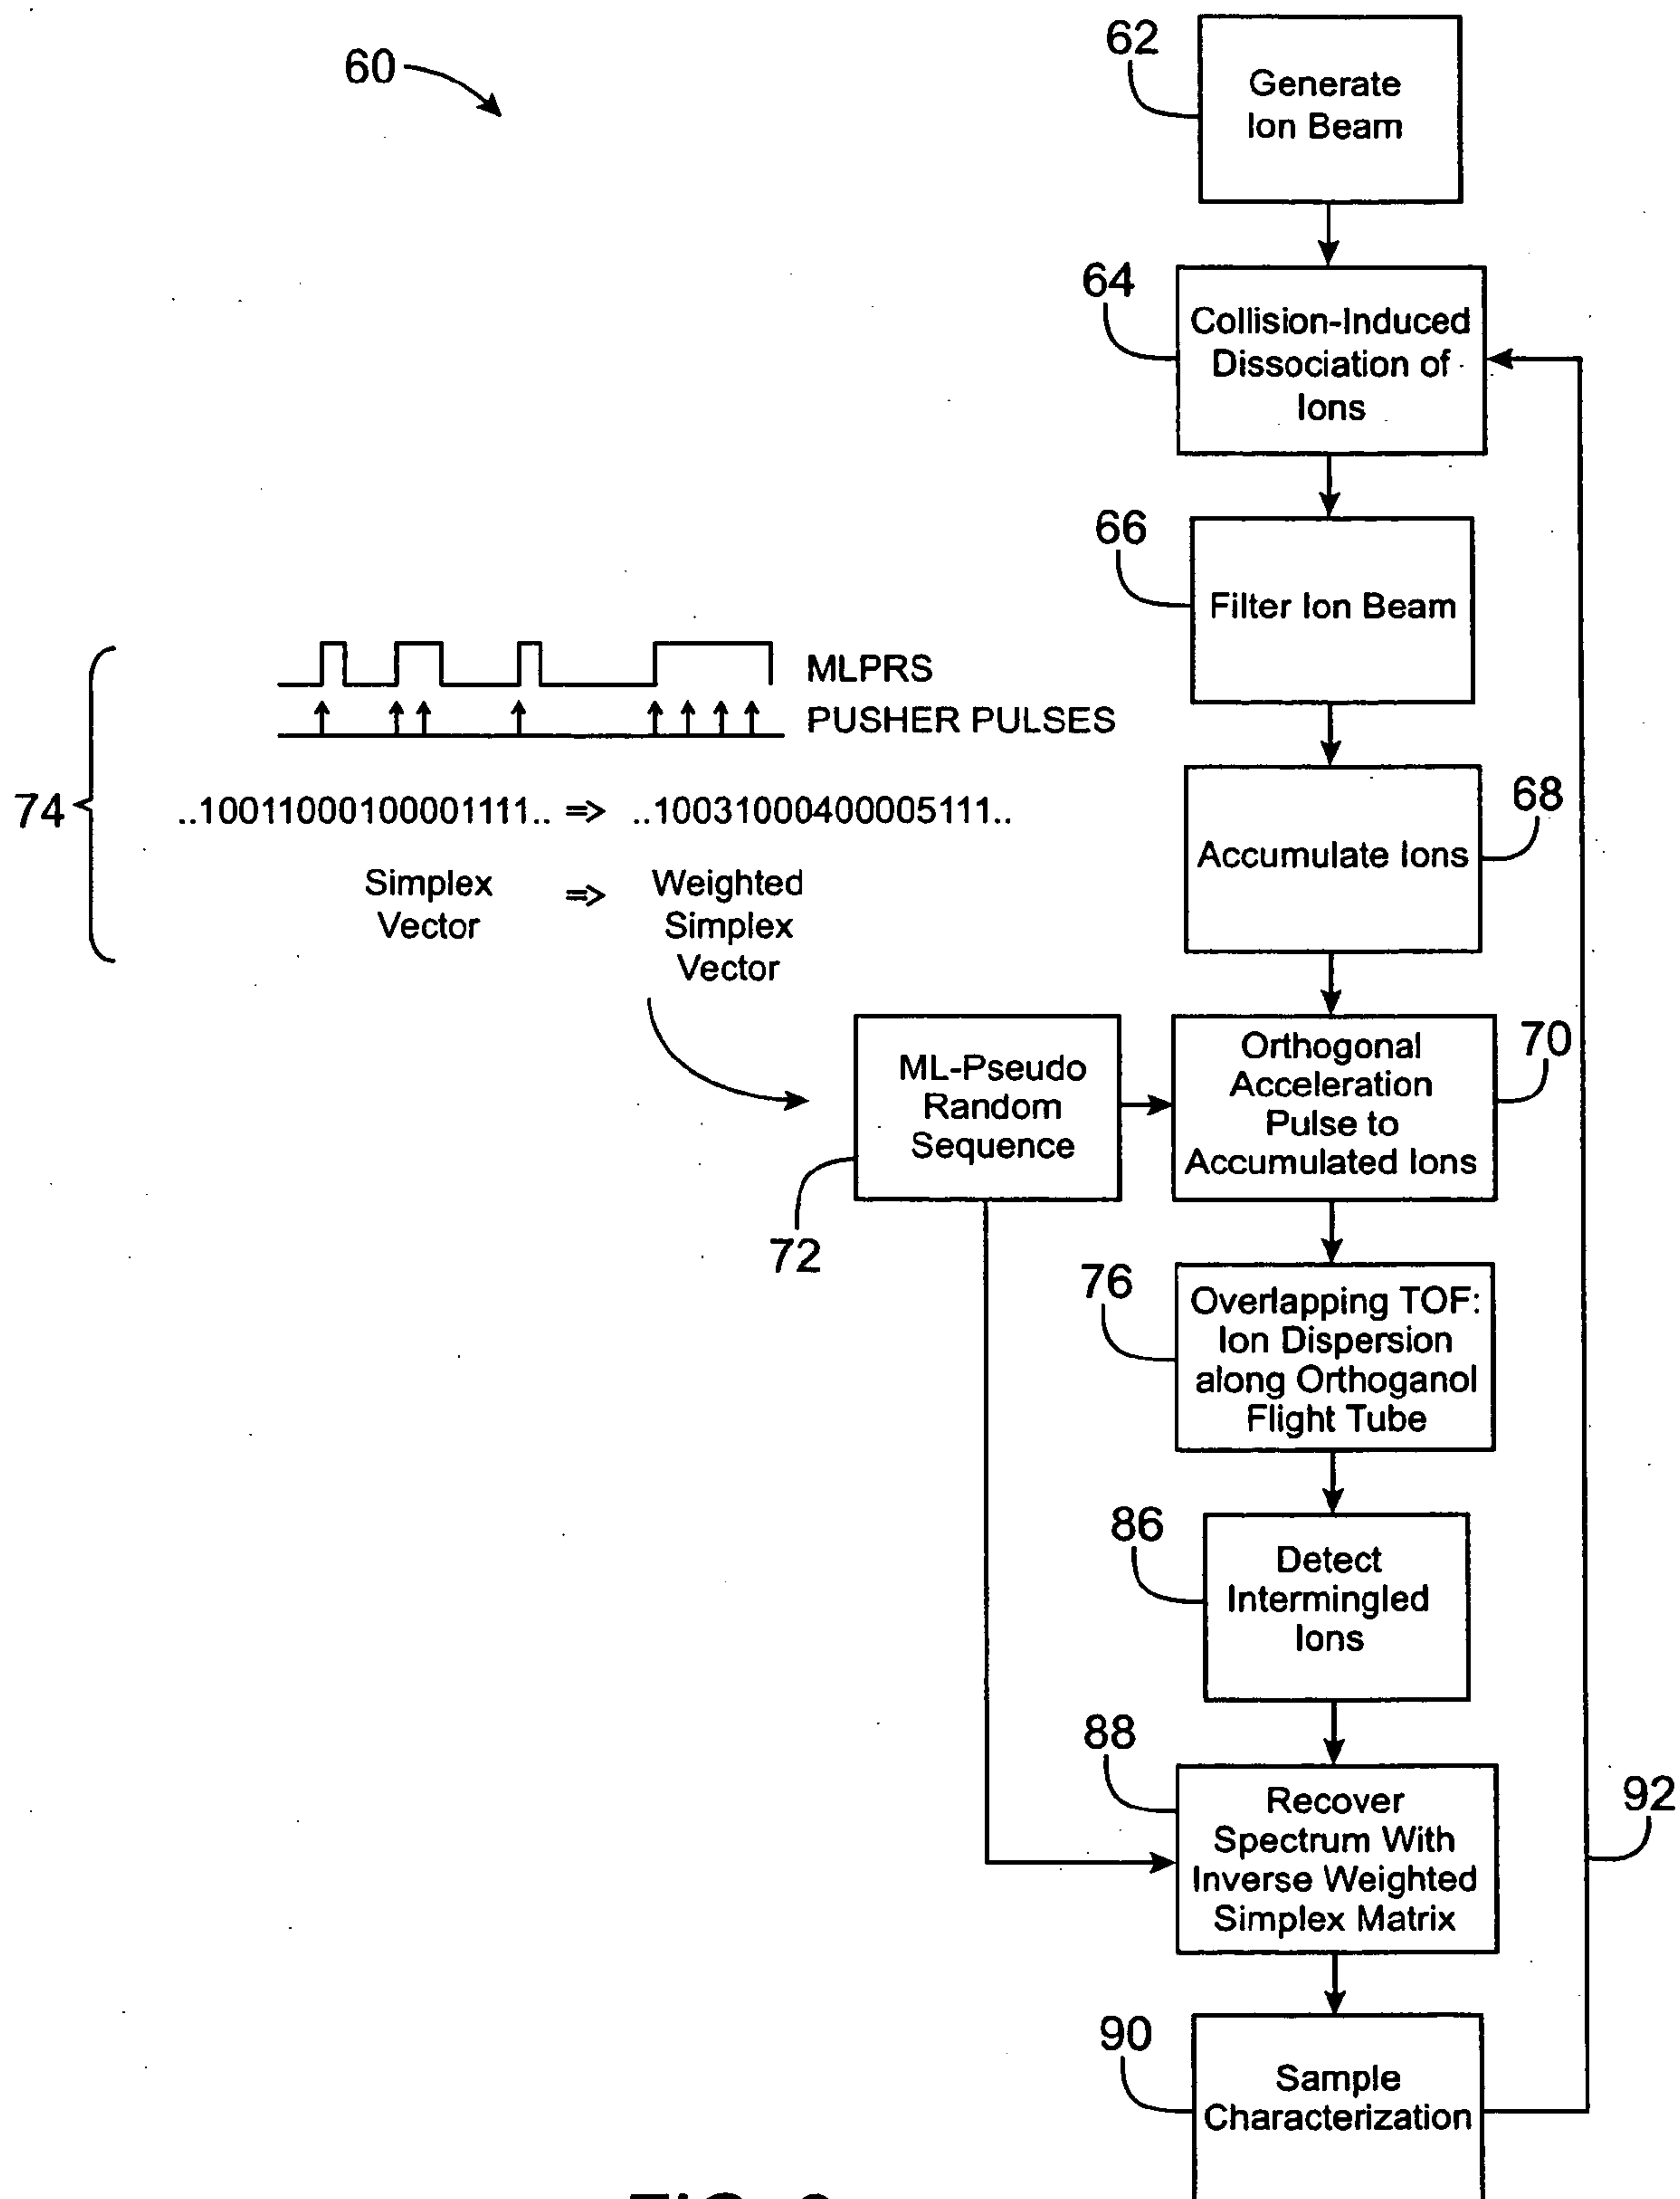 60
62
Generate
Ion Beam
64
Collision-Induced
Dissociation of
Ions
66
Filter Ion Beam
MLPRS
PUSHER PULSES
74
..10011000100001111.. => ..10031000400005111..
Simplex
Vector
=>
Weighted
Simplex
Vector
68
Accumulate Ions
ML-Pseudo
Random
Sequence
72
70
Orthogonal
Acceleration
Pulse to
Accumulated Ions
76
Overlapping TOF:
Ion Dispersion
along Orthoganol
Flight Tube
86
Detect
Intermingled
Ions
88
Recover
Spectrum With
Inverse Weighted
Simplex Matrix
92
90
Sample
Characterization